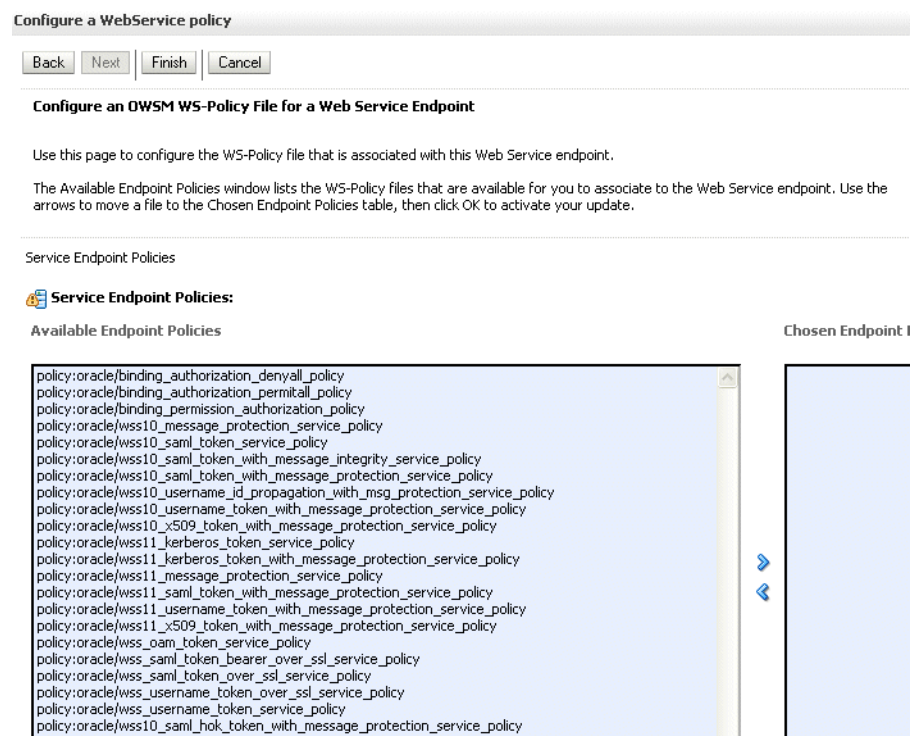 Configure a WebService policy
Back Next Finish Cancel
Configure an OWSM WS-Policy File for a Web Service Endpoint
Use this page to configure the WS-Policy file that is associated with this Web Service endpoint.
The Available Endpoint Policies window lists the WS-Policy files that are available for you to associate to the Web Service endpoint. Use the
arrows to move a file to the Chosen Endpoint Policies table, then click OK to activate your update.
Service Endpoint Policies
Service Endpoint Policies:
Available Endpoint Policies
Chosen Endpoint
policy:oracle/binding_authorization_denyall_policy
policy:oracle/binding_authorization_permitall_policy
policy:oracle/binding_permission_authorization_policy
policy:oracle/wss10_message_protection_service_policy
policy:oracle/wss10_saml_token_service_policy
policy:oracle/wss10_saml_token_with_message_integrity_service_policy
policy:oracle/wss10_saml_token_with_message_protection_service_policy
policy:oracle/wss10_username_id_propagation_with_msg_protection_service_policy
policy:oracle/wss10_username_token_with_message_protection_service_policy
policy:oracle/wss10_x509_token_with_message_protection_service_policy
policy:oracle/wss11_kerberos_token_service_policy
policy:oracle/wss11_kerberos_token_with_message_protection_service_policy
policy:oracle/wss11_message_protection_service_policy
policy:oracle/wss11_saml_token_with_message_protection_service_policy
policy:oracle/wss11_username_token_with_message_protection_service_policy
policy:oracle/wss11_x509_token_with_message_protection_service_policy
policy:oracle/wss_oam_token_service_policy
policy:oracle/wss_saml_token_bearer_over_ssl_service_policy
policy:oracle/wss_saml_token_over_ssl_service_policy
policy:oracle/wss_username_token_over_ssl_service_policy
policy:oracle/wss_username_token_service_policy
policy:oracle/wss10_saml_hok_token_with_message_protection_service_policy